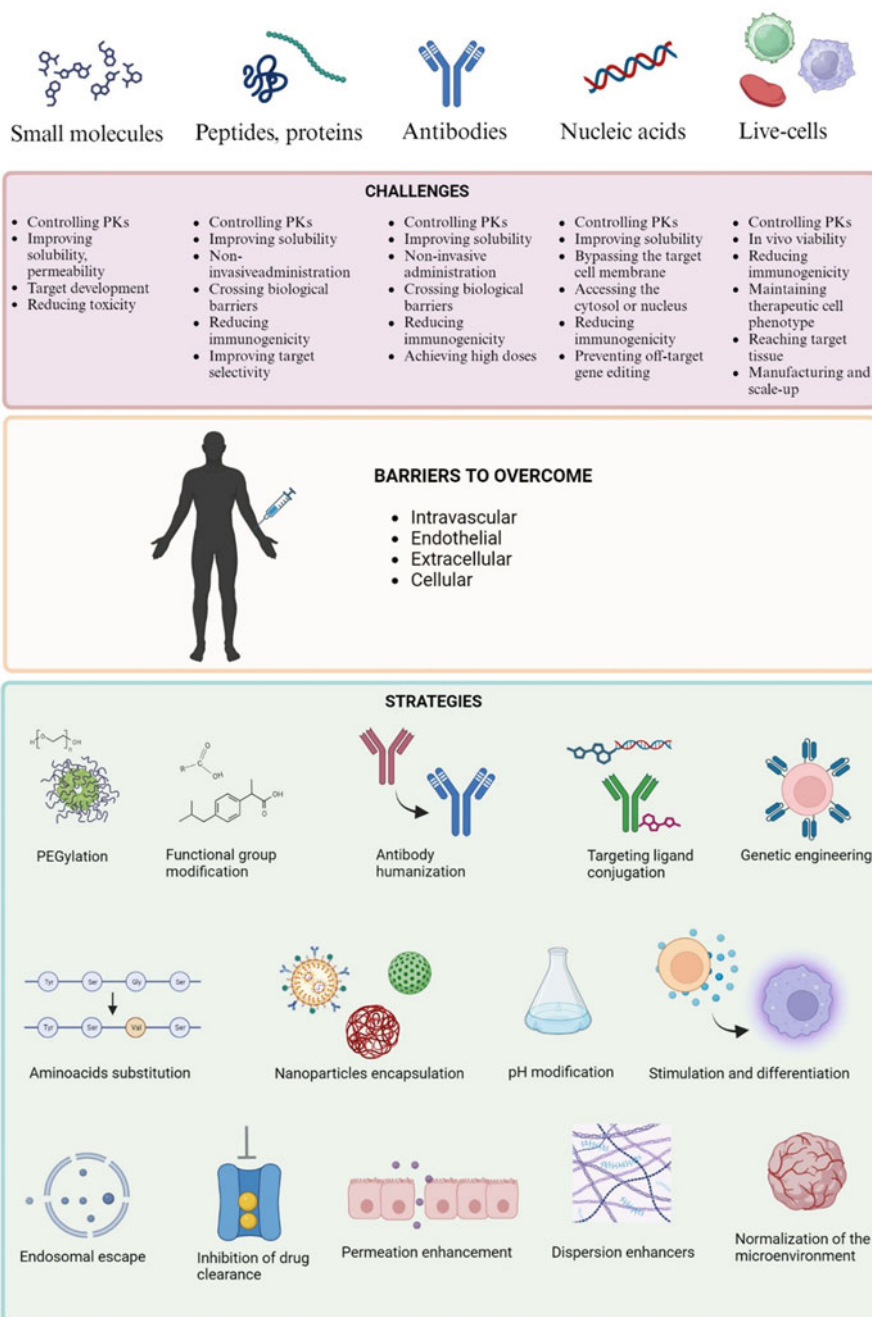 Small molecules
Peptides, proteins
Antibodies
Nucleic acids
Live-cells
CHALLENGES
• Controlling PKs
• Improving
solubility,
permeability
• Target development
• Reducing toxicity
• Controlling PKs
• Improving solubility
• Non-
invasiveadministration
• Crossing biological
barriers
• Reducing
immunogenicity
• Improving target
selectivity
• Controlling PKs
• Improving solubility
• Non-invasive
administration
• Crossing biological
barriers
• Reducing
immunogenicity
• Achieving high doses
• Controlling PKs
• Improving solubility
• Bypassing the target
cell membrane
• Accessing the
cytosol or nucleus
• Reducing
immunogenicity
• Preventing off-target
gene editing
• Controlling PKs
• In vivo viability
• Reducing
immunogenicity
• Maintaining
therapeutic cell
phenotype
• Reaching target
tissue
• Manufacturing and
scale-up
BARRIERS TO OVERCOME
• Intravascular
• Endothelial
• Extracellular
• Cellular
STRATEGIES
H O OH
n
PEGylation
O
R C
OH
OH
O
Functional group
modification
Antibody
humanization
Targeting ligand
conjugation
Genetic engineering
Tyr Ser Gly Ser
Tyr Ser Val Ser
Aminoacids substitution
Nanoparticles encapsulation
pH modification
Stimulation and differentiation
Endosomal escape
Inhibition of drug
clearance
Permeation enhancement
Dispersion enhancers
Normalization of the
microenvironment